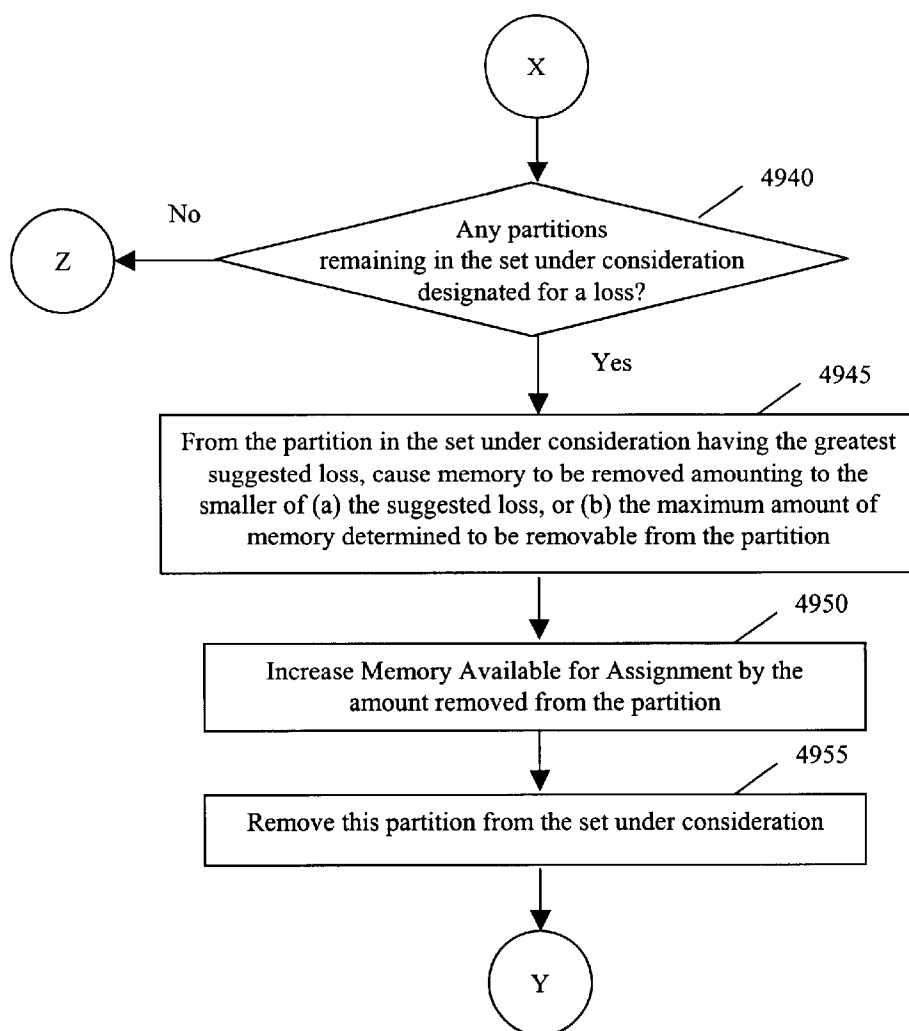 X
4940
No
Z
Any partitions
remaining in the set under consideration
designated for a loss?
Yes
4945
From the partition in the set under consideration having the greatest
suggested loss, cause memory to be removed amounting to the
smaller of (a) the suggested loss, or (b) the maximum amount of
memory determined to be removable from the partition
4950
Increase Memory Available for Assignment by the
amount removed from the partition
4955
Remove this partition from the set under consideration
Y